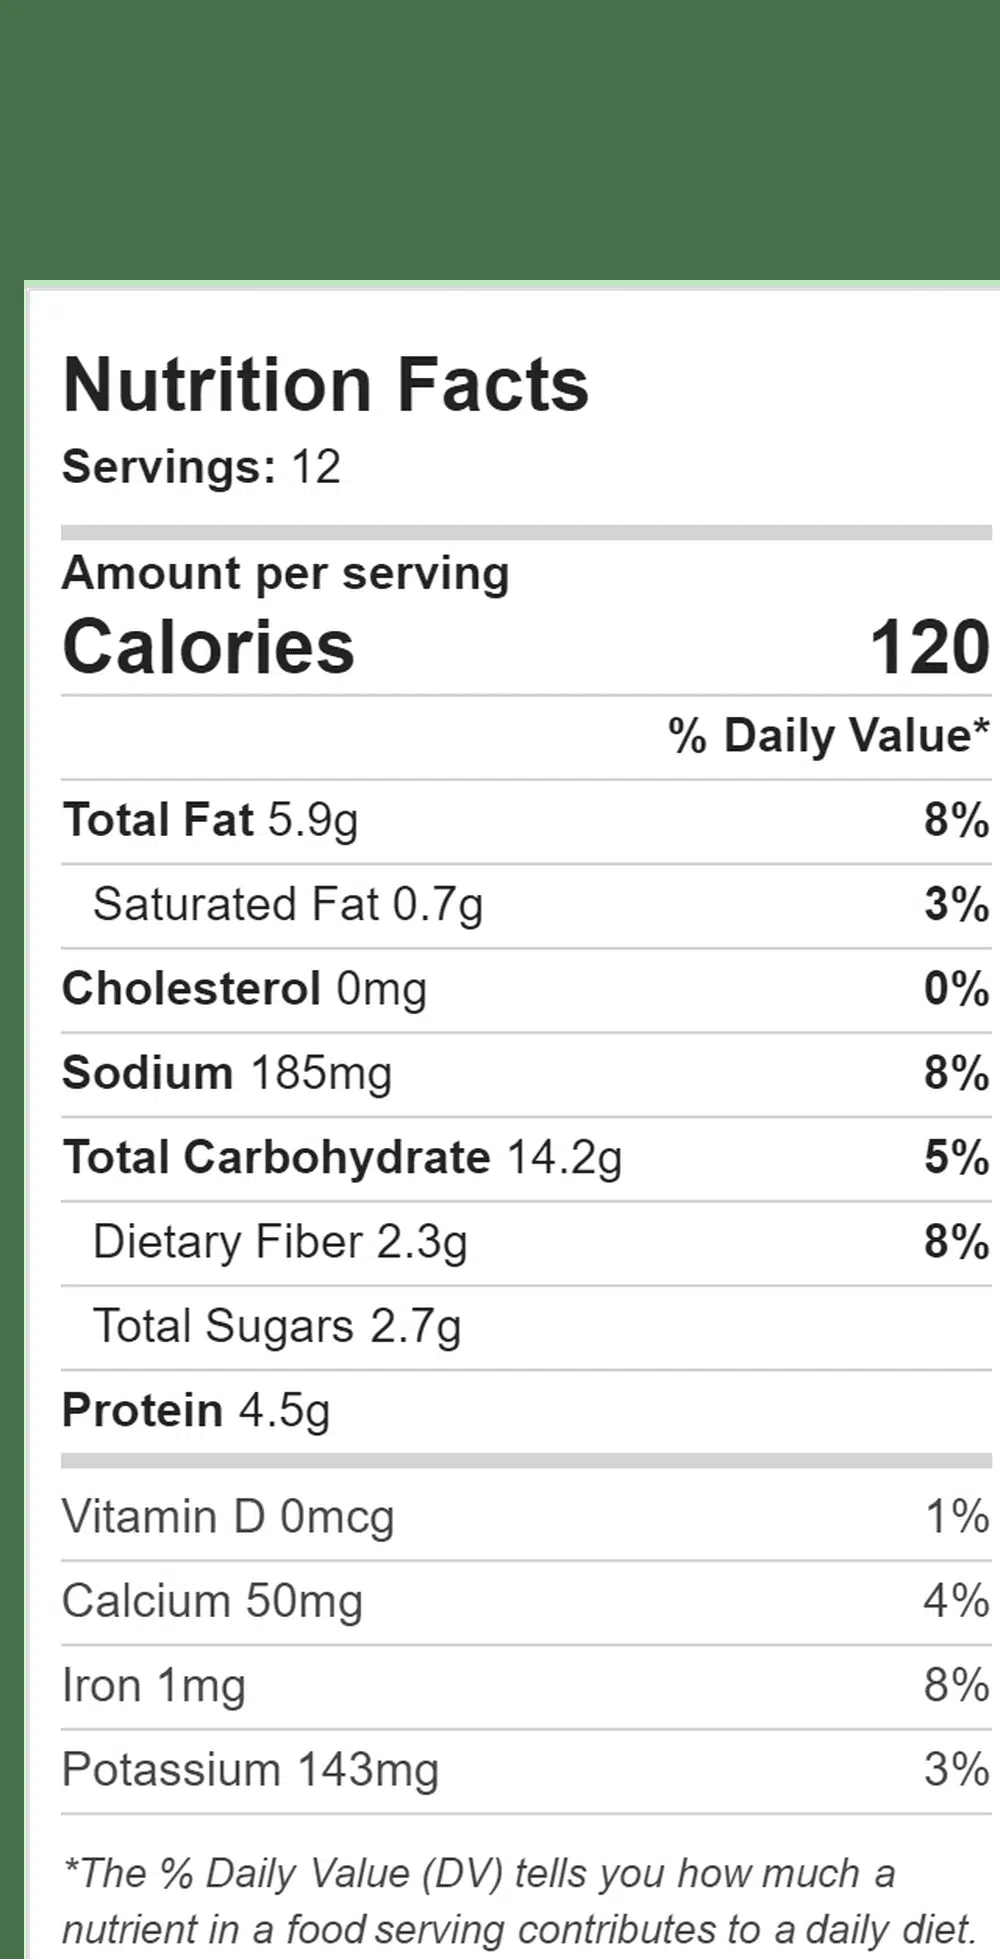 Nutrition Facts
Servings: 12
Amount per serving
Calories 120
% Daily Value*
Total Fat 5.9g 8%
Saturated Fat 0.7g 3%
Cholesterol 0mg 0%
Sodium 185mg 8%
Total Carbohydrate 14.2g 5%
Dietary Fiber 2.3g 8%
Total Sugars 2.7g
Protein 4.5g
Vitamin D 0mcg 1%
Calcium 50mg 4%
Iron 1mg 8%
Potassium 143mg 3%
*The % Daily Value (DV) tells you how much a
nutrient in a food serving contributes to a daily diet.